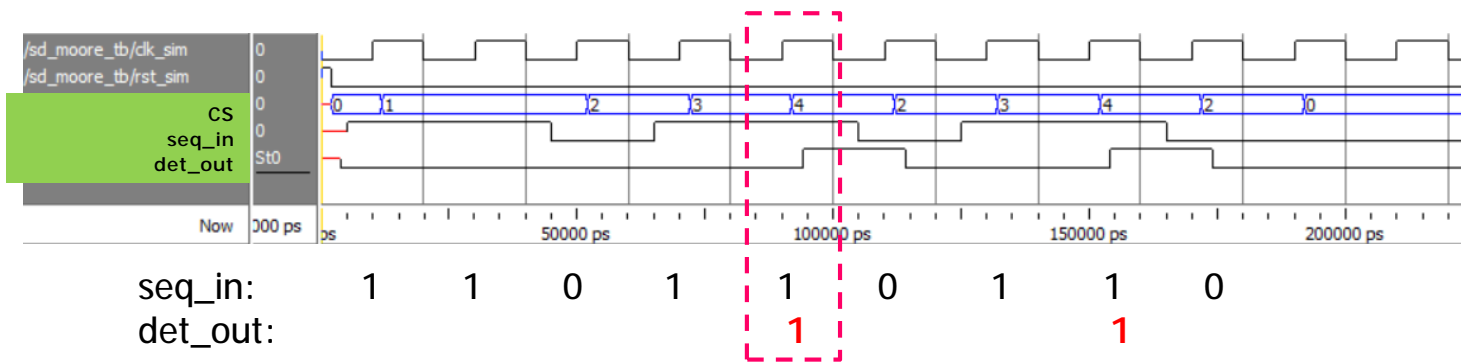 /sd_moore_tb/clk_sim 0
/sd_moore_tb/rst_sim 0
CS 0 0 1 2 3 4 2 3 4 2 0
seq_in 0
det_out St0
Now 000 ps ps 50000 ps 100000 ps 150000 ps 200000 ps
seq_in: 1 1 0 1 1 0 1 1 0
det_out: 1 1